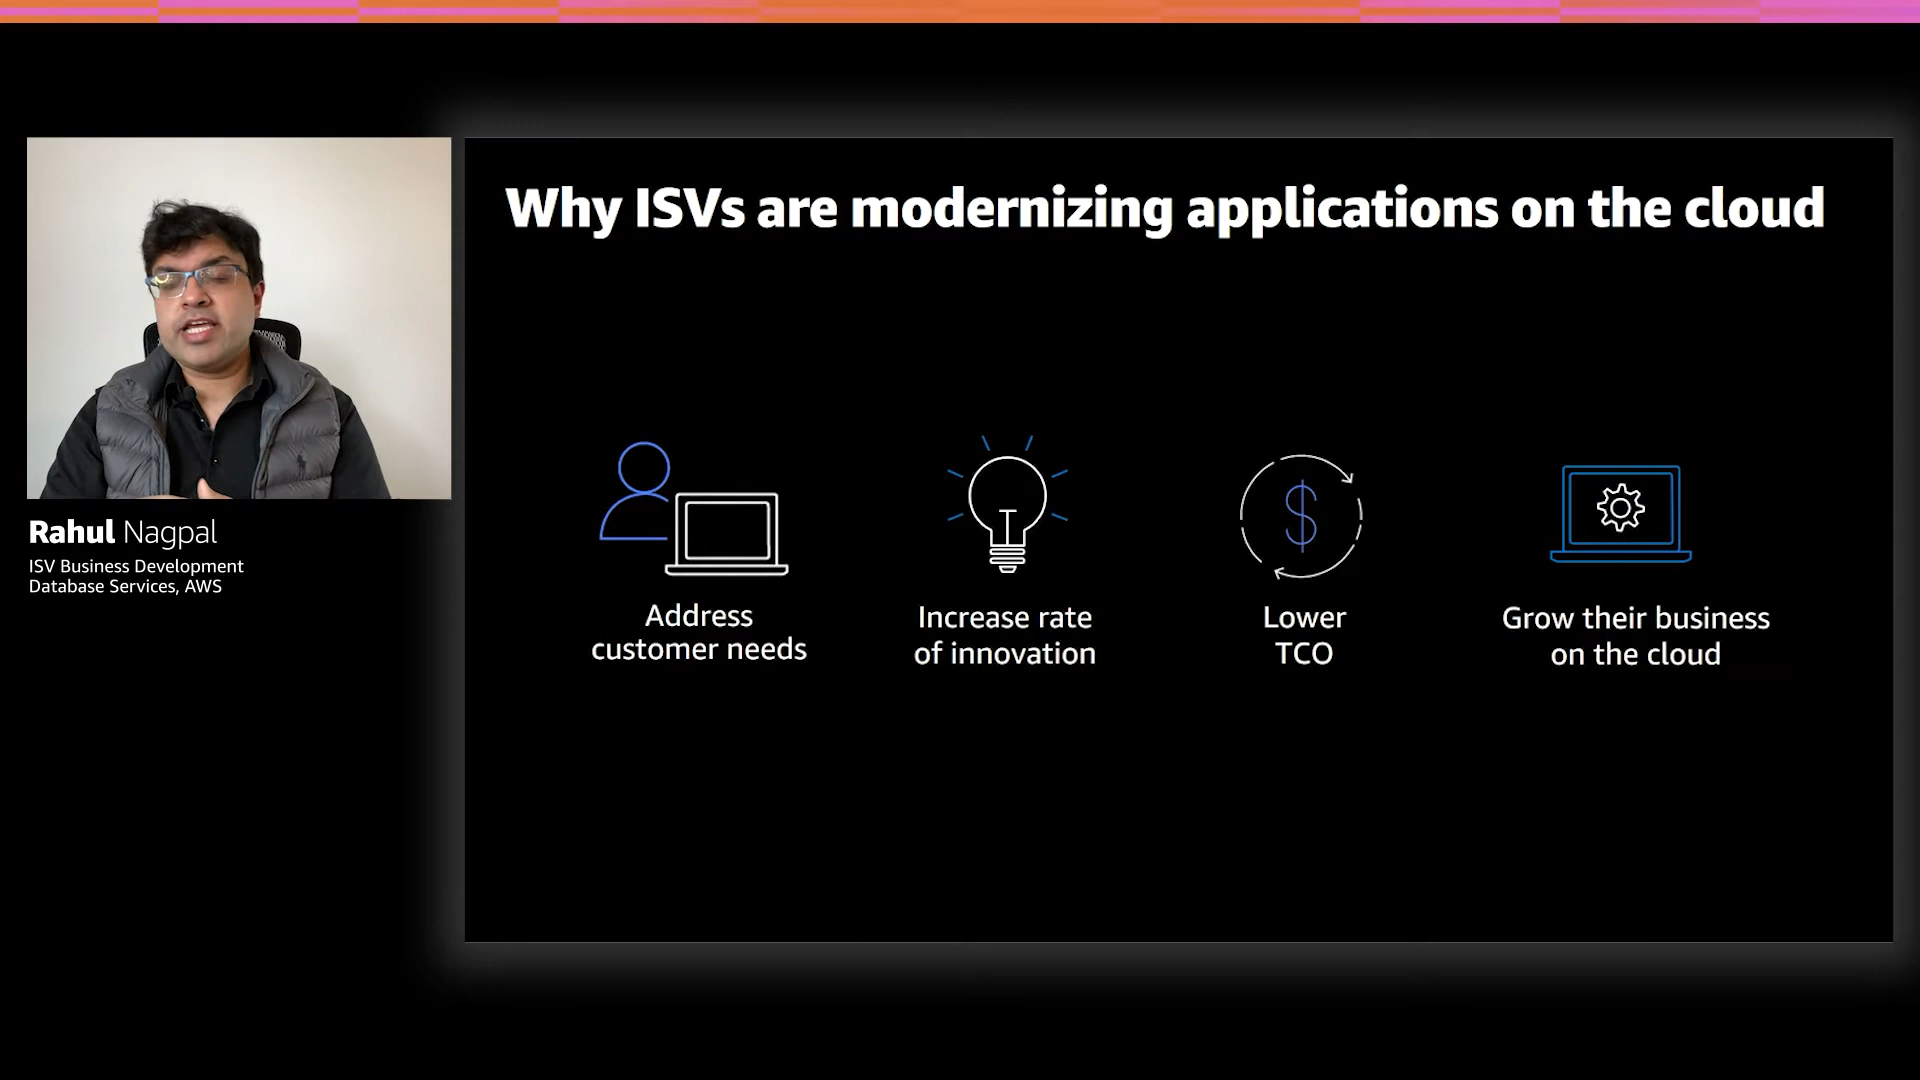 Why ISVs are modernizing applications on the cloud
Rahul Nagpal
ISV Business Development
Database Services, AWS
Address
customer needs
Increase rate
of innovation
Lower
TCO
Grow their business
on the cloud